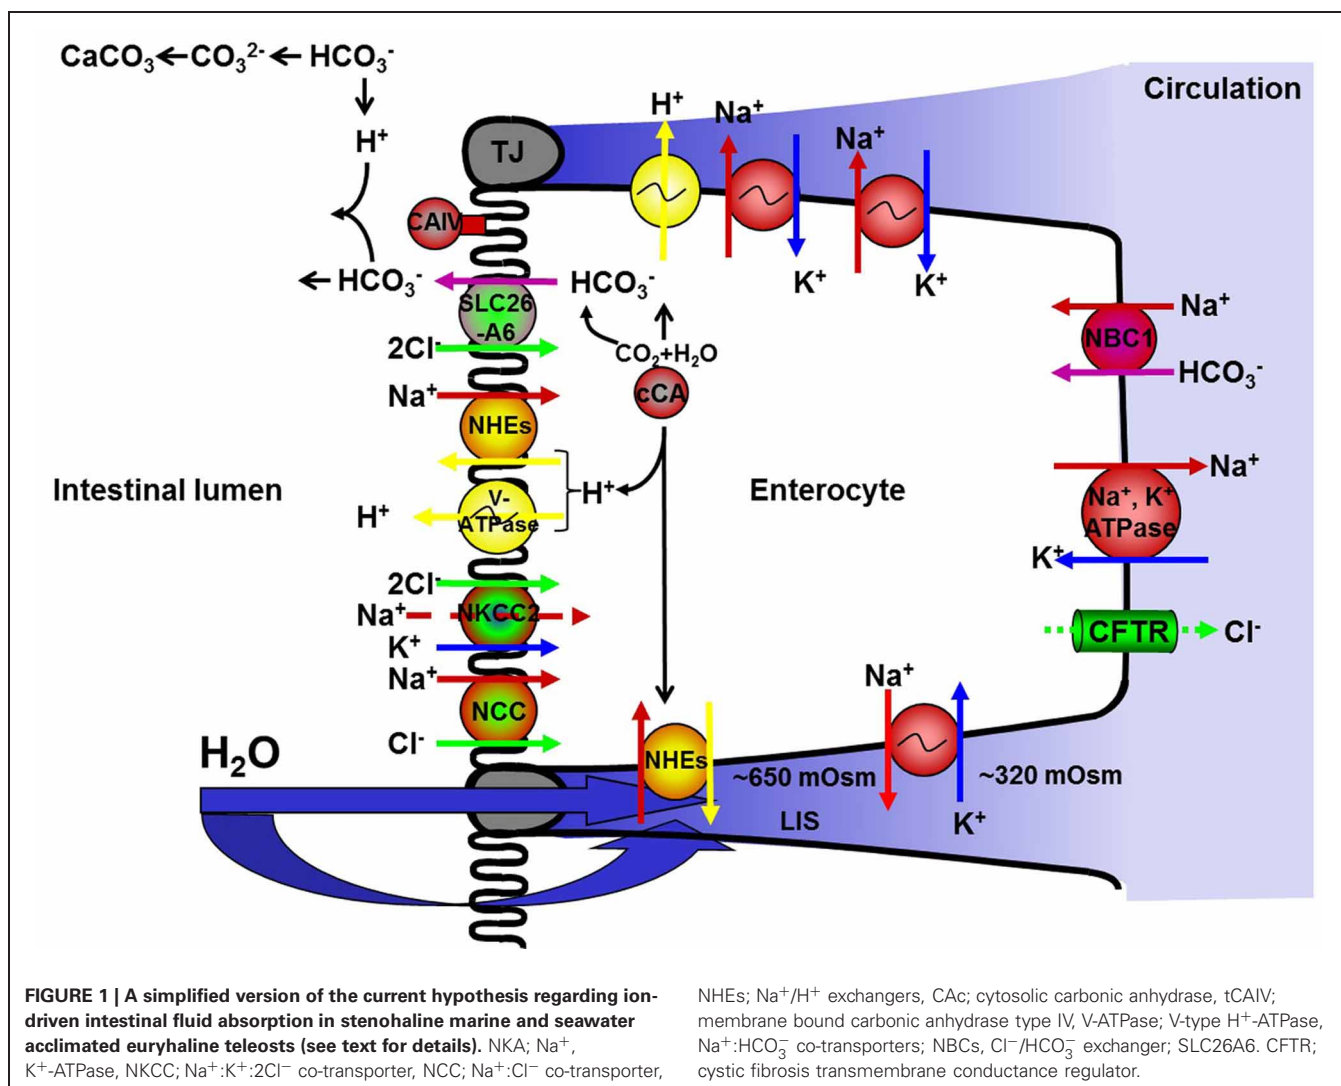 CaCO₃ CO₃²⁻ HCO₃⁻
H⁺
HCO₃⁻
TJ
CAIV
H⁺
Na⁺
Na⁺
K⁺
K⁺
Circulation
SLC26
-A6
HCO₃⁻
CO₂+H₂O
cCA
2Cl⁻
Na⁺
NHEs
Intestinal lumen
H⁺
V-
ATPase
H⁺
Enterocyte
Na⁺
NBC1
HCO₃⁻
Na⁺
Na⁺, K⁺
ATPase
K⁺
2Cl⁻
Na⁺
NKCC2
K⁺
Na⁺
NCC
Cl⁻
CFTR
Cl⁻
H₂O
NHEs
Na⁺
~650 mOsm
~320 mOsm
LIS
K⁺
FIGURE 1 | A simplified version of the current hypothesis regarding ion-
driven intestinal fluid absorption in stenohaline marine and seawater
acclimated euryhaline teleosts (see text for details). NKA; Na⁺,
K⁺-ATPase, NKCC; Na⁺:K⁺:2Cl⁻ co-transporter, NCC; Na⁺:Cl⁻ co-transporter,
NHEs; Na⁺/H⁺ exchangers, CAc; cytosolic carbonic anhydrase, tCAIV;
membrane bound carbonic anhydrase type IV, V-ATPase; V-type H⁺-ATPase,
Na⁺:HCO₃⁻ co-transporters; NBCs, Cl⁻/HCO₃⁻ exchanger; SLC26A6. CFTR;
cystic fibrosis transmembrane conductance regulator.